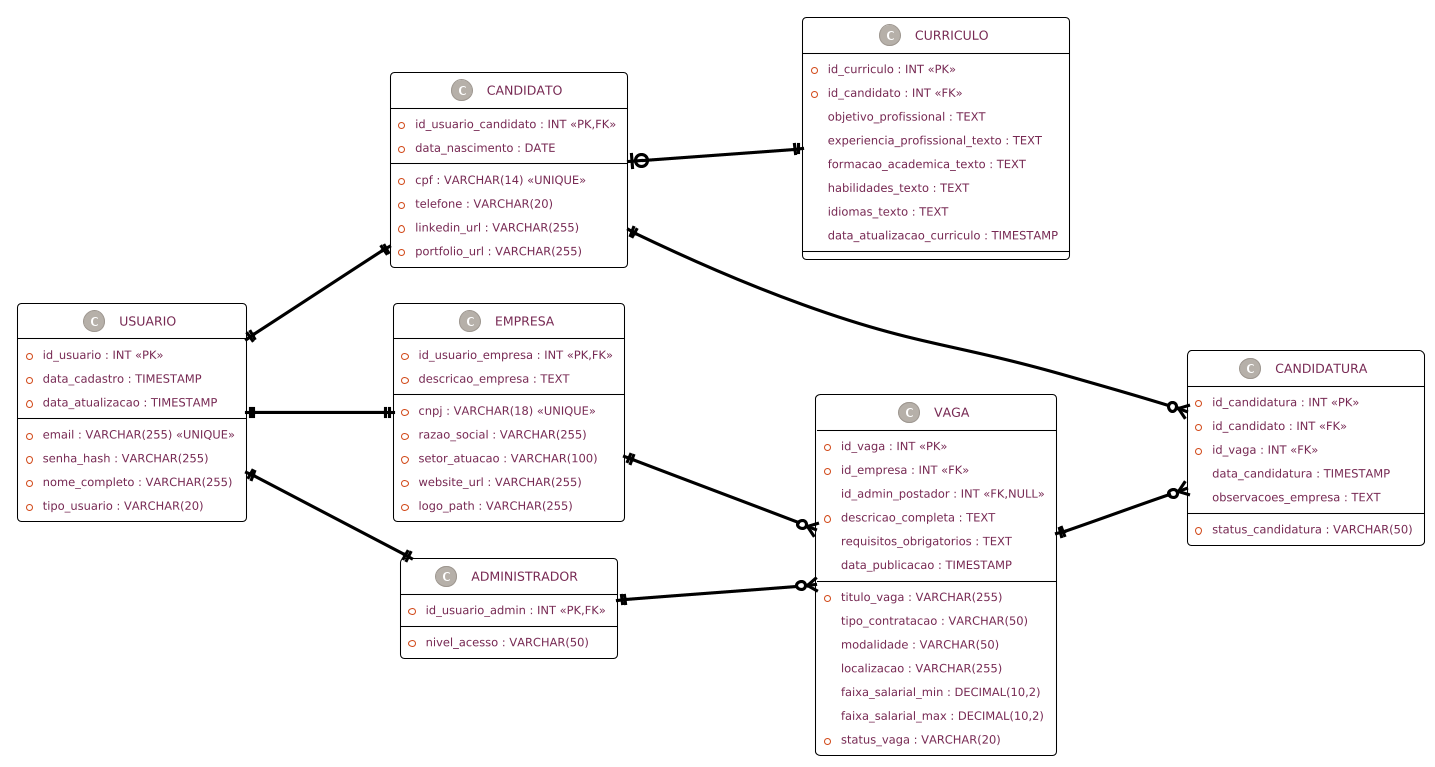 C CURRICULO
id_curriculo : INT «PK»
id_candidato : INT «FK»
objetivo_profissional : TEXT
experiencia_profissional_texto : TEXT
formacao_academica_texto : TEXT
habilidades_texto : TEXT
idiomas_texto : TEXT
data_atualizacao_curriculo : TIMESTAMP
C CANDIDATO
id_usuario_candidato : INT «PK,FK»
data_nascimento : DATE
cpf : VARCHAR(14) «UNIQUE»
telefone : VARCHAR(20)
linkedin_url : VARCHAR(255)
portfolio_url : VARCHAR(255)
C USUARIO
id_usuario : INT «PK»
data_cadastro : TIMESTAMP
data_atualizacao : TIMESTAMP
email : VARCHAR(255) «UNIQUE»
senha_hash : VARCHAR(255)
nome_completo : VARCHAR(255)
tipo_usuario : VARCHAR(20)
C EMPRESA
id_usuario_empresa : INT «PK,FK»
descricao_empresa : TEXT
cnpj : VARCHAR(18) «UNIQUE»
razao_social : VARCHAR(255)
setor_atuacao : VARCHAR(100)
website_url : VARCHAR(255)
logo_path : VARCHAR(255)
C ADMINISTRADOR
id_usuario_admin : INT «PK,FK»
nivel_acesso : VARCHAR(50)
C VAGA
id_vaga : INT «PK»
id_empresa : INT «FK»
id_admin_postador : INT «FK,NULL»
descricao_completa : TEXT
requisitos_obrigatorios : TEXT
data_publicacao : TIMESTAMP
titulo_vaga : VARCHAR(255)
tipo_contratacao : VARCHAR(50)
modalidade : VARCHAR(50)
localizacao : VARCHAR(255)
faixa_salarial_min : DECIMAL(10,2)
faixa_salarial_max : DECIMAL(10,2)
status_vaga : VARCHAR(20)
C CANDIDATURA
id_candidatura : INT «PK»
id_candidato : INT «FK»
id_vaga : INT «FK»
data_candidatura : TIMESTAMP
observacoes_empresa : TEXT
status_candidatura : VARCHAR(50)